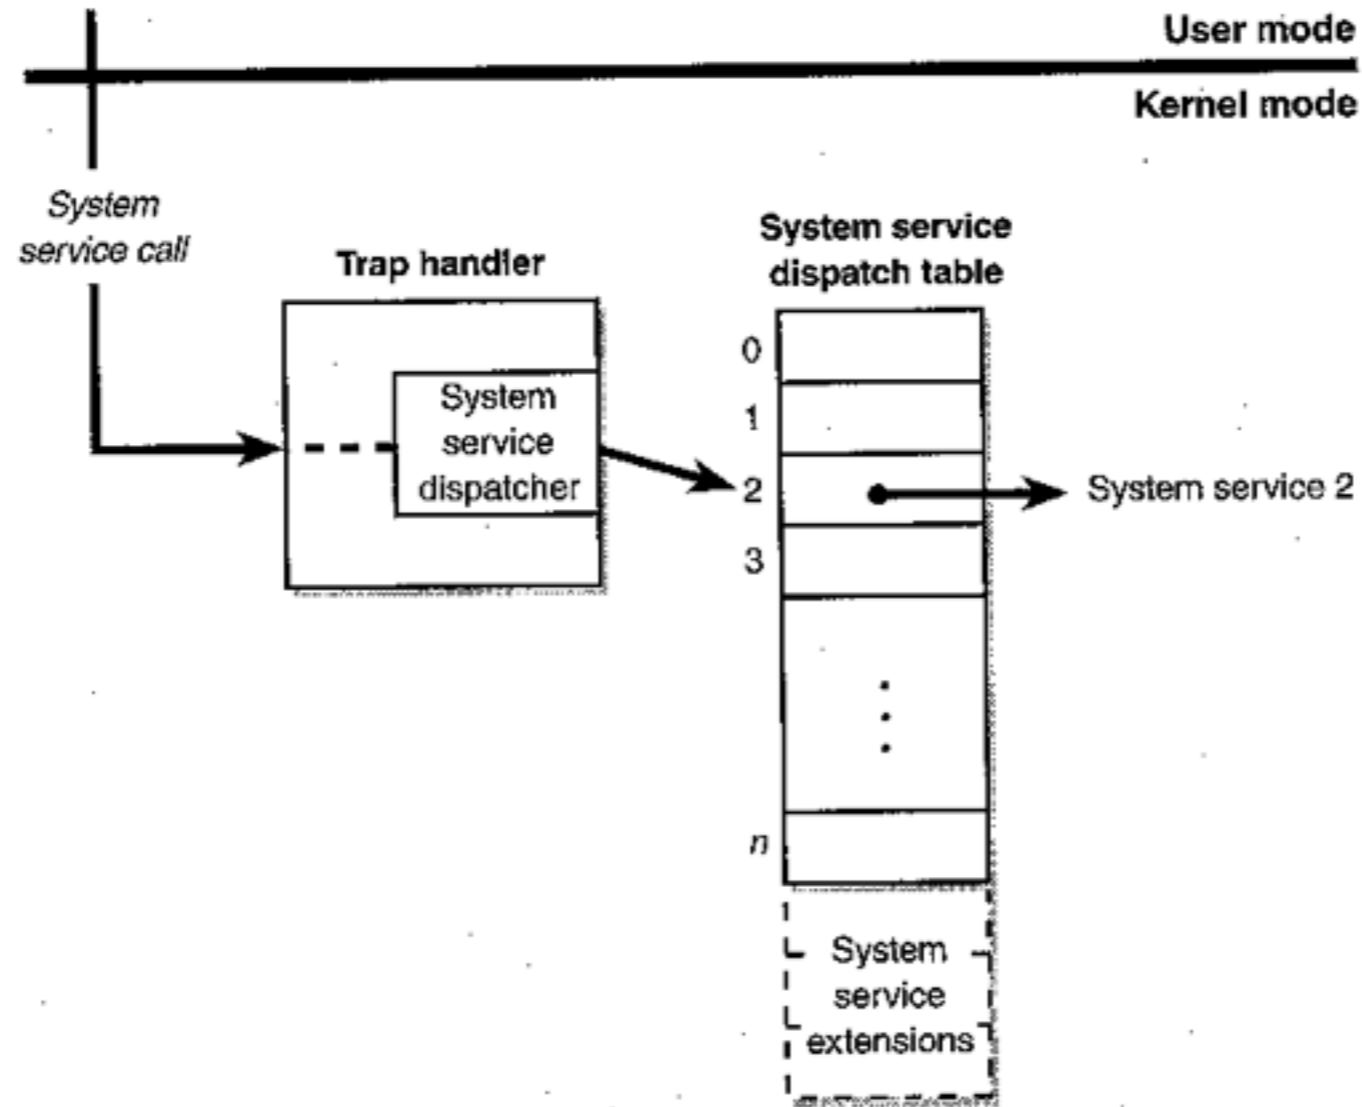 User mode
Kernel mode
System
service call
Trap handler
System service
dispatch table
0
1
2
3
n
System
service
dispatcher
System service 2
System
service
extensions